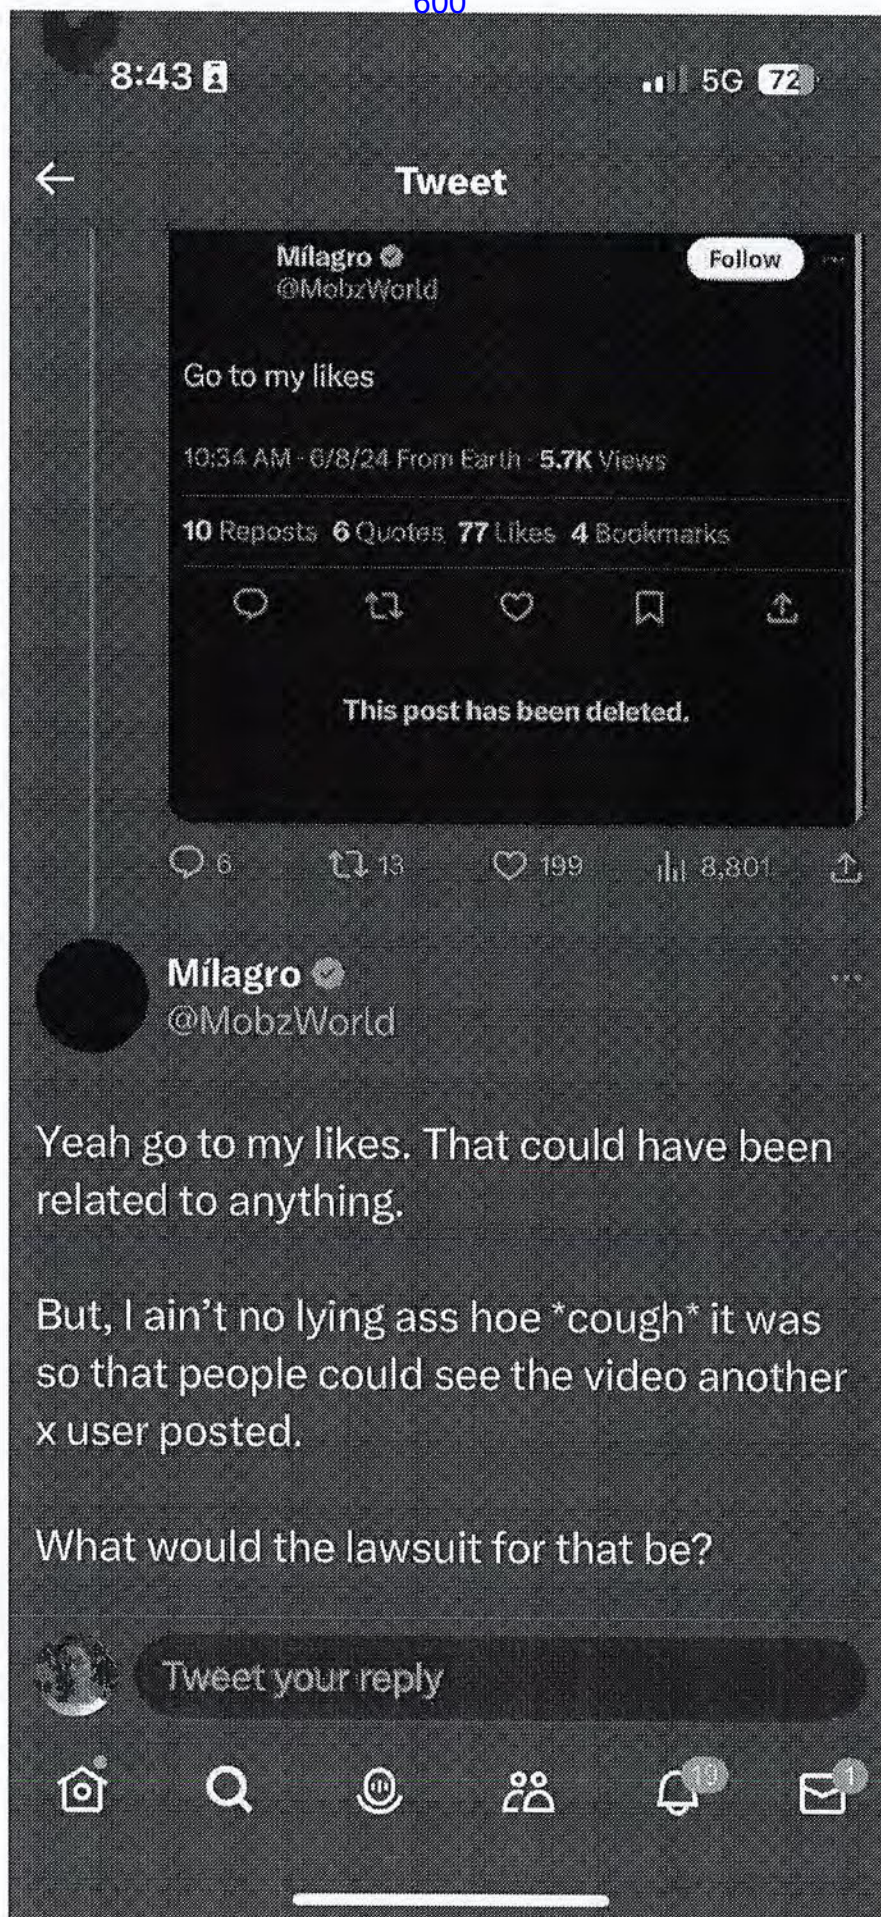 600
8:43
5G 72
Tweet
Mílagro
Follow
@MobzWorld
Go to my likes
10:34 AM · 6/8/24 From Earth · 5.7K Views
10 Reposts 6 Quotes 77 Likes 4 Bookmarks
This post has been deleted.
6 13 199 8,801
Mílagro
@MobzWorld
Yeah go to my likes. That could have been
related to anything.
But, I ain't no lying ass hoe *cough* it was
so that people could see the video another
x user posted.
What would the lawsuit for that be?
Tweet your reply
19 1